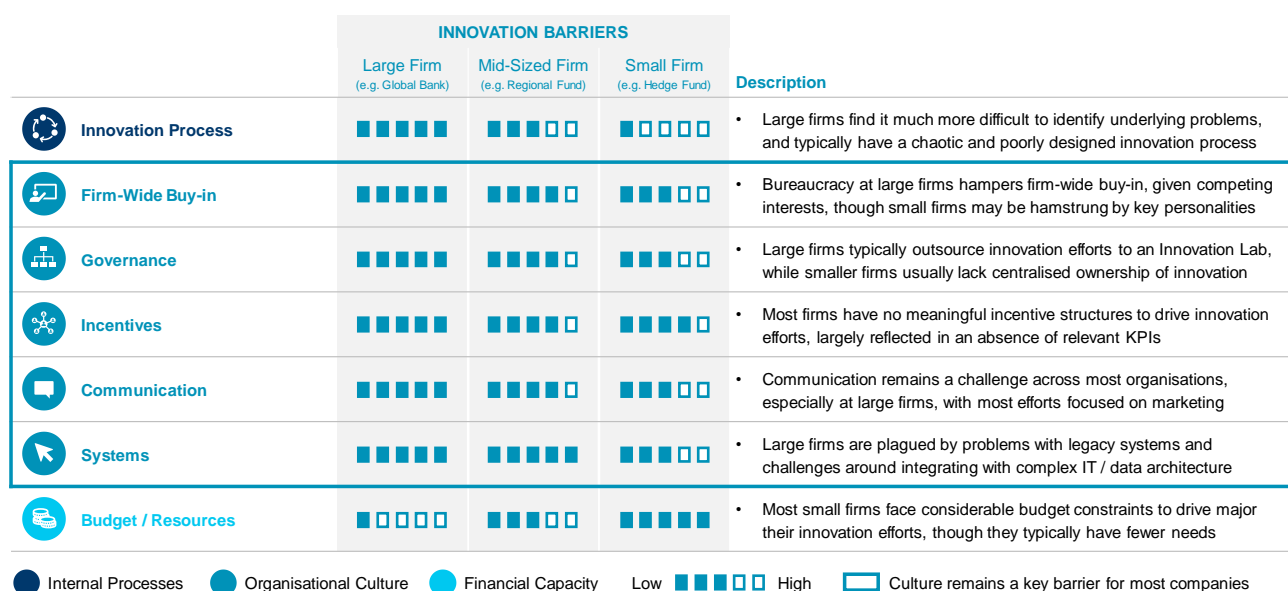 INNOVATION BARRIERS
Large Firm
(e.g. Global Bank)
Mid-Sized Firm
(e.g. Regional Fund)
Small Firm
(e.g. Hedge Fund)
Description
Innovation Process
• Large firms find it much more difficult to identify underlying problems,
and typically have a chaotic and poorly designed innovation process
Firm-Wide Buy-in
• Bureaucracy at large firms hampers firm-wide buy-in, given competing
interests, though small firms may be hamstrung by key personalities
Governance
• Large firms typically outsource innovation efforts to an Innovation Lab,
while smaller firms usually lack centralised ownership of innovation
Incentives
• Most firms have no meaningful incentive structures to drive innovation
efforts, largely reflected in an absence of relevant KPIs
Communication
• Communication remains a challenge across most organisations,
especially at large firms, with most efforts focused on marketing
Systems
• Large firms are plagued by problems with legacy systems and
challenges around integrating with complex IT / data architecture
Budget / Resources
• Most small firms face considerable budget constraints to drive major
their innovation efforts, though they typically have fewer needs
Internal Processes
Organisational Culture
Financial Capacity
Low
High
Culture remains a key barrier for most companies